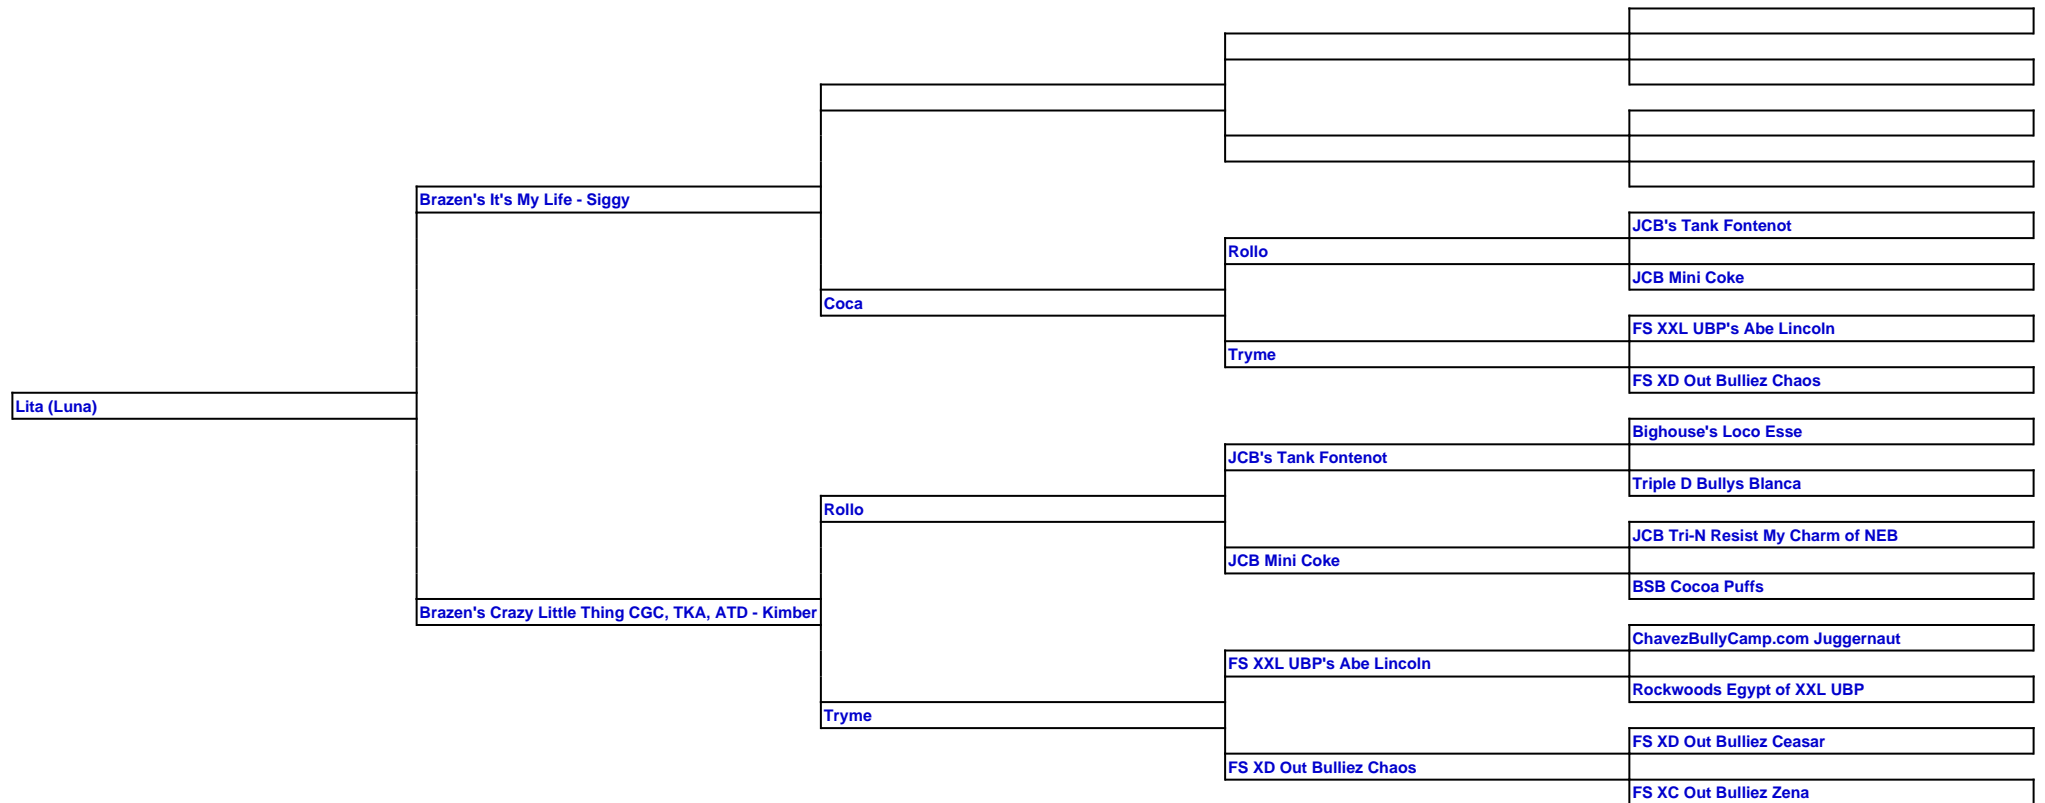 JCB's Tank Fontenot
Rollo
JCB Mini Coke
Brazen's It's My Life - Siggy
Coca
FS XXL UBP's Abe Lincoln
Tryme
FS XD Out Bulliez Chaos
Lita (Luna)
Bighouse's Loco Esse
JCB's Tank Fontenot
Triple D Bullys Blanca
Rollo
JCB Tri-N Resist My Charm of NEB
JCB Mini Coke
BSB Cocoa Puffs
Brazen's Crazy Little Thing CGC, TKA, ATD - Kimber
ChavezBullyCamp.com Juggernaut
FS XXL UBP's Abe Lincoln
Rockwoods Egypt of XXL UBP
Tryme
FS XD Out Bulliez Ceasar
FS XD Out Bulliez Chaos
FS XC Out Bulliez Zena